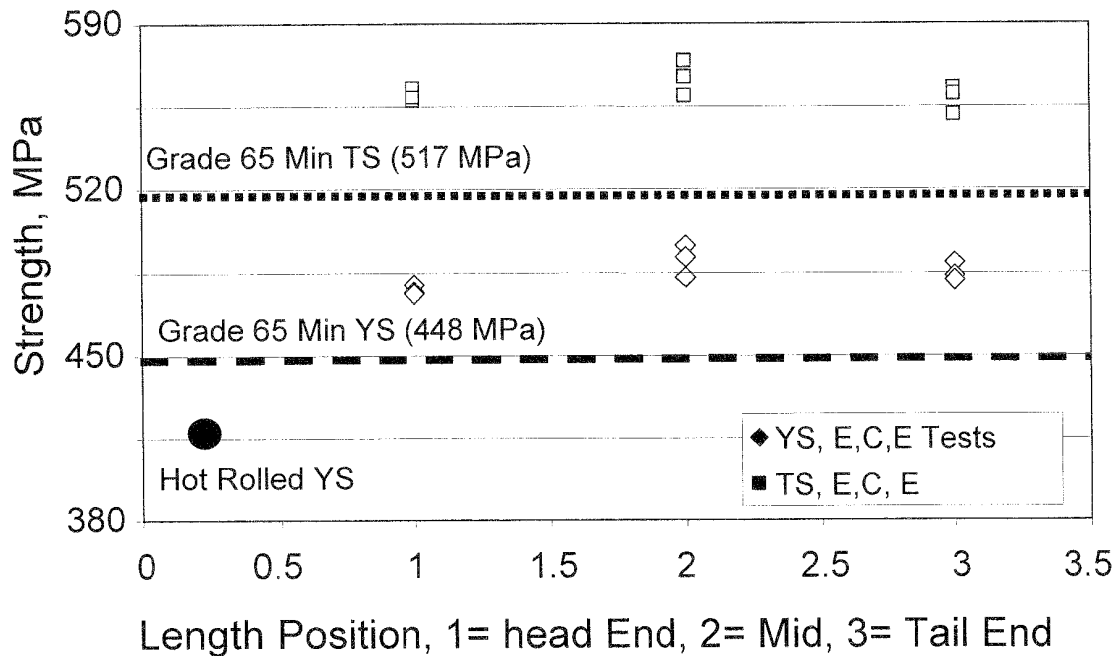 590
Grade 65 Min TS (517 MPa)
520
Strength, MPa
Grade 65 Min YS (448 MPa)
450
YS, E,C,E Tests
Hot Rolled YS
TS, E,C, E
380
0 0.5 1 1.5 2 2.5 3 3.5
Length Position, 1= head End, 2= Mid, 3= Tail End